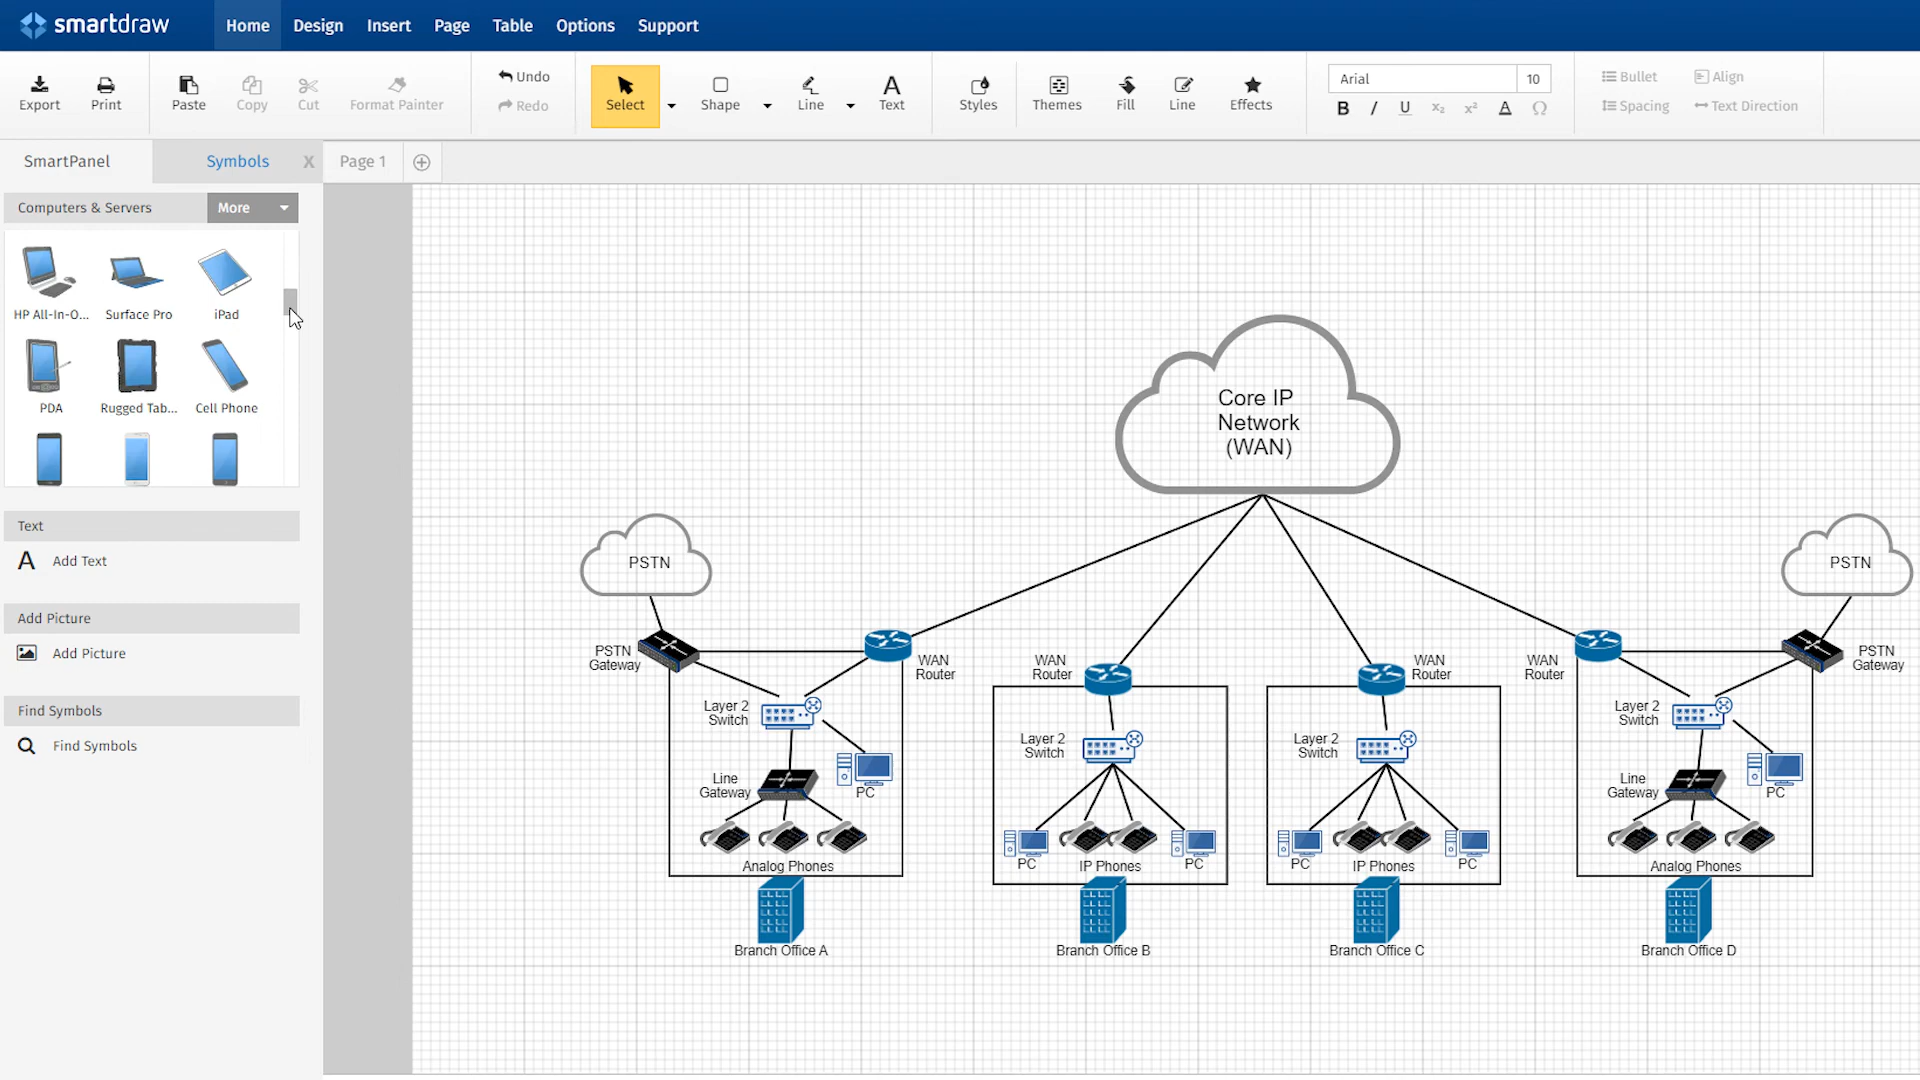 smartdraw
Home Design Insert Page Table Options Support
Export Print Paste Copy Cut Format Painter
Undo
Redo
Select Shape Line Text Styles Themes Fill Line Effects
Arial 10
B I U x₂ x² A Ω
Bullet Align
Spacing Text Direction
SmartPanel Symbols X Page 1
Computers & Servers More
HP All-In-O... Surface Pro iPad
PDA Rugged Tab... Cell Phone
Text
A Add Text
Add Picture
Add Picture
Find Symbols
Find Symbols
Core IP
Network
(WAN)
PSTN
PSTN
Gateway
WAN
Router
Layer 2
Switch
Line
Gateway
PC
Analog Phones
Branch Office A
WAN
Router
Layer 2
Switch
PC IP Phones PC
Branch Office B
WAN
Router
Layer 2
Switch
PC IP Phones PC
Branch Office C
PSTN
WAN
Router
PSTN
Gateway
Layer 2
Switch
Line
Gateway
PC
Analog Phones
Branch Office D